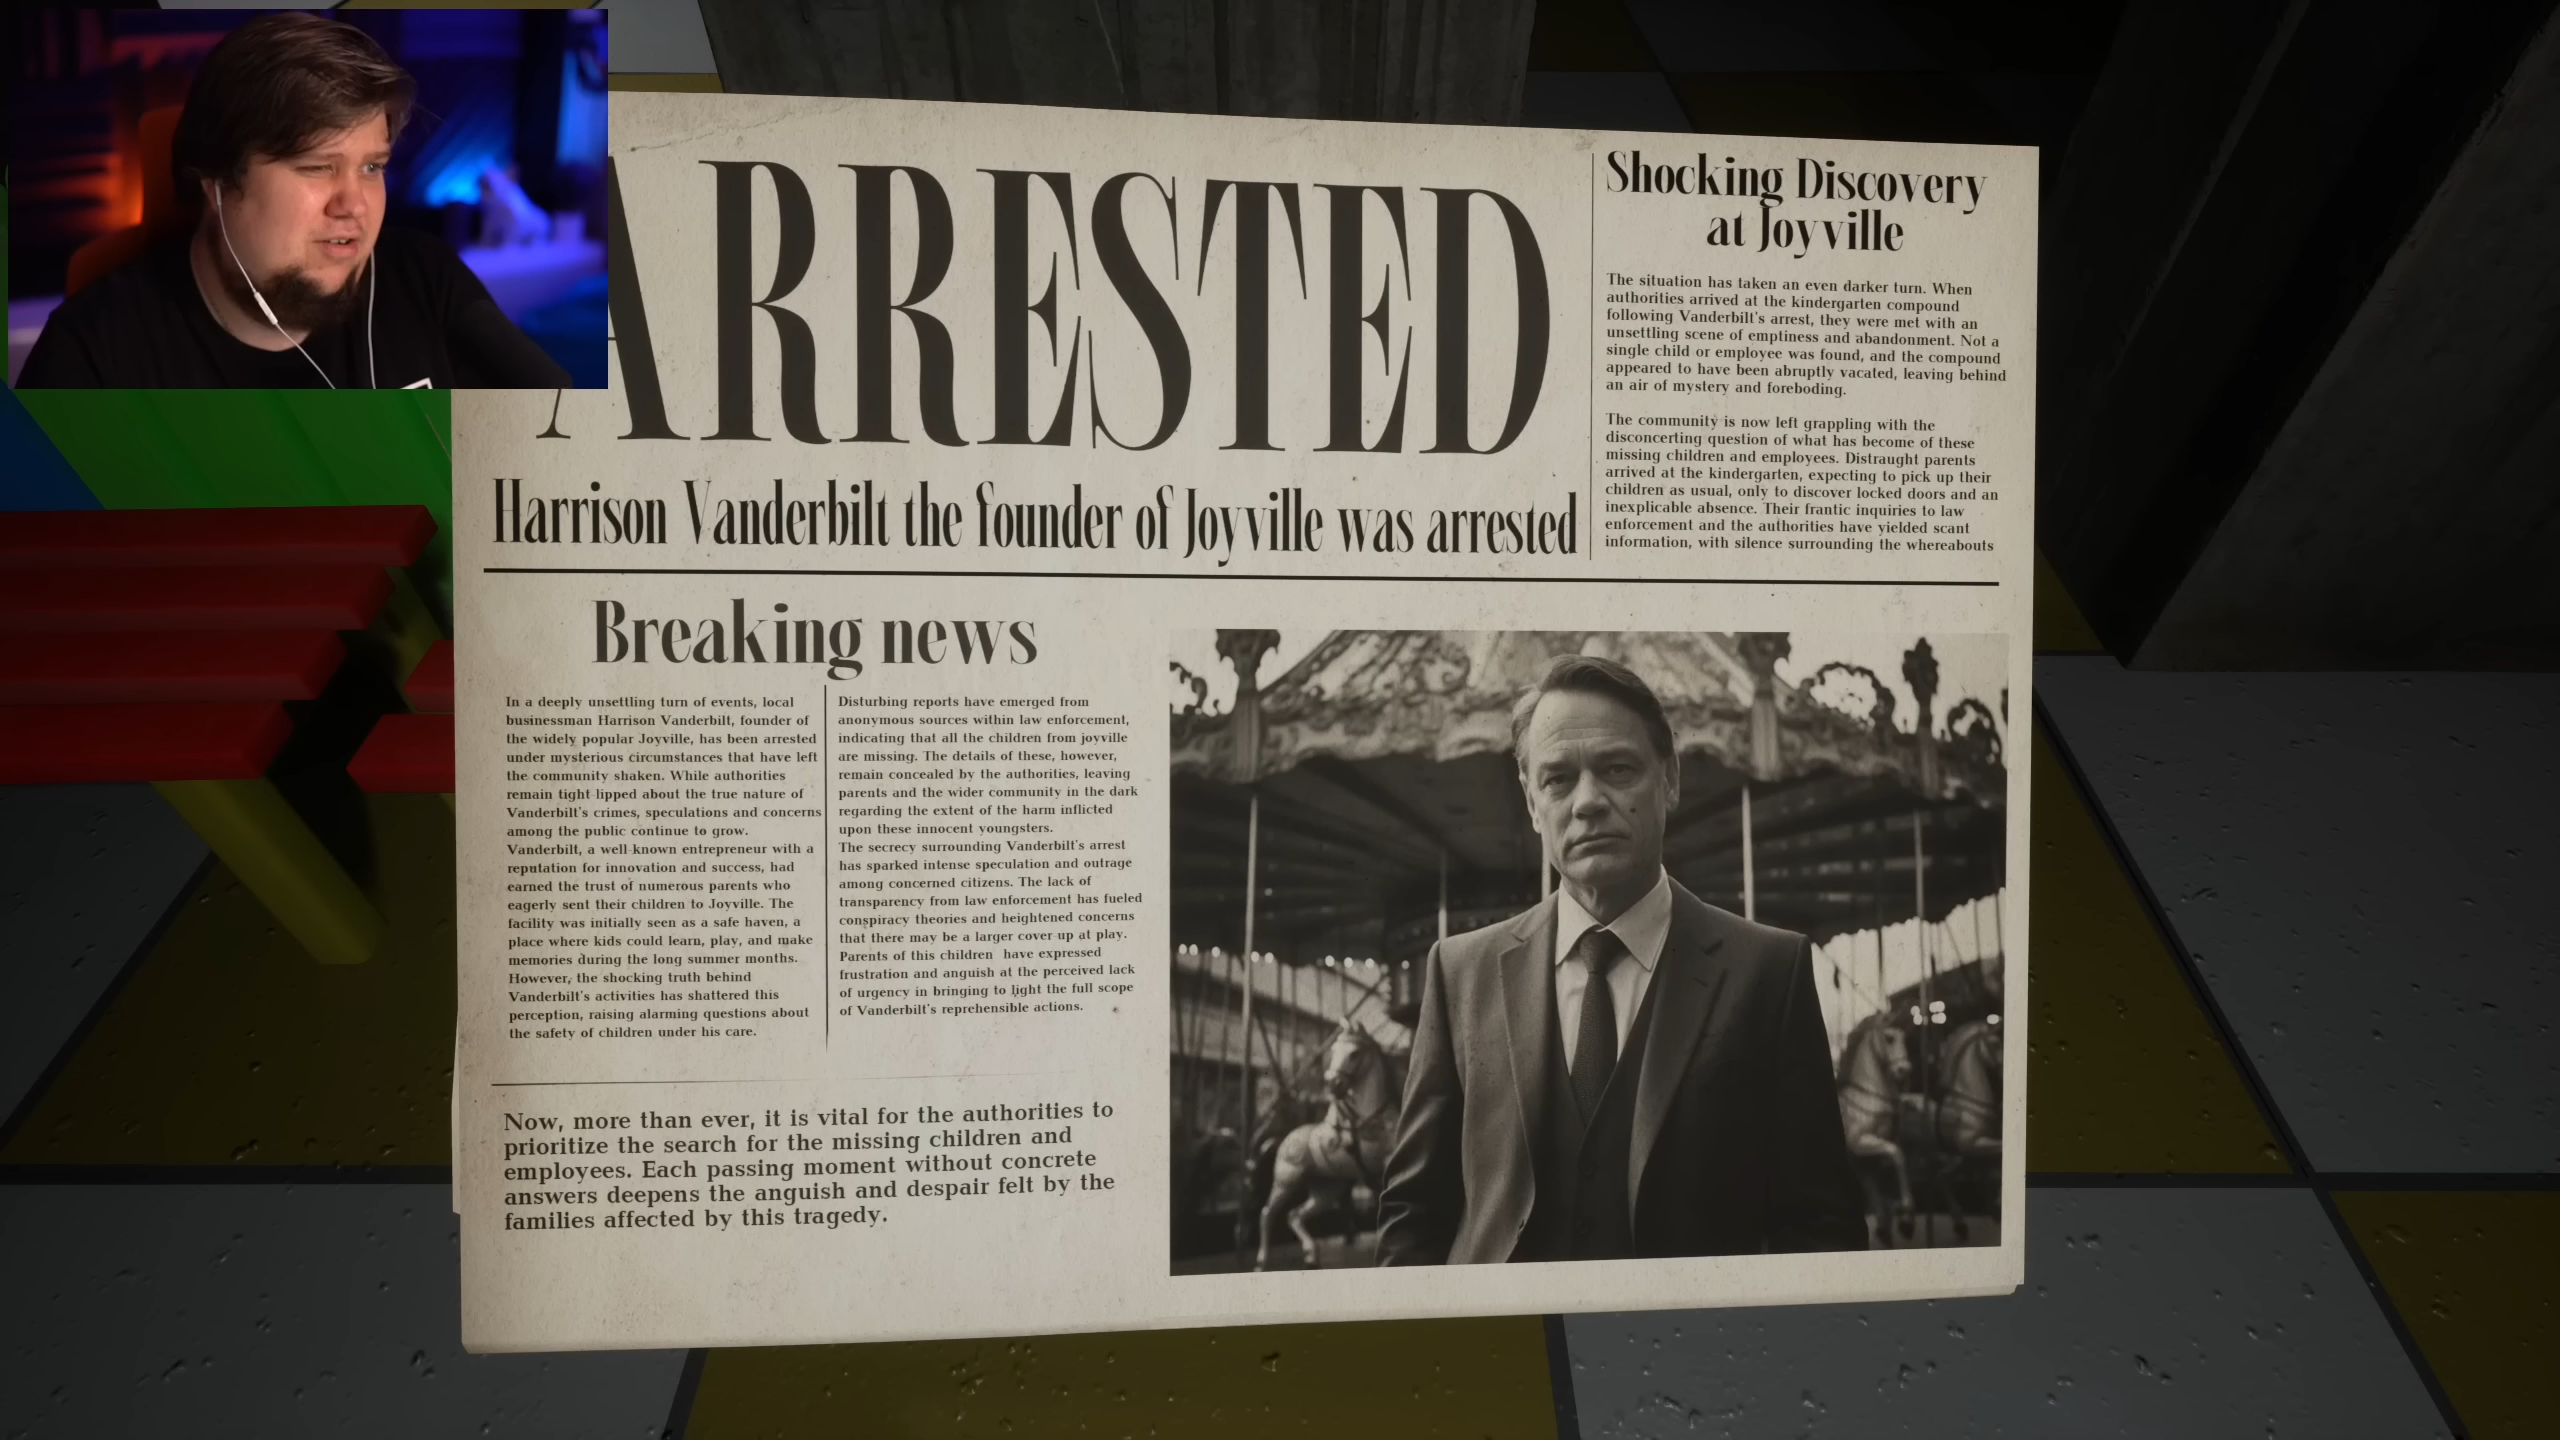 ARRESTED
Harrison Vanderbilt the founder of Joyville was arrested
Shocking Discovery
at Joyville
The situation has taken an even darker turn. When
authorities arrived at the kindergarten compound
following Vanderbilt's arrest, they were met with an
unsettling scene of emptiness and abandonment. Not a
single child or employee was found, and the compound
appeared to have been abruptly vacated, leaving behind
an air of mystery and foreboding.
The community is now left grappling with the
disconcerting question of what has become of these
missing children and employees. Distraught parents
arrived at the kindergarten, expecting to pick up their
children as usual, only to discover locked doors and an
inexplicable absence. Their frantic inquiries to law
enforcement and the authorities have yielded scant
information, with silence surrounding the whereabouts
Breaking news
In a deeply unsettling turn of events, local
businessman Harrison Vanderbilt, founder of
the widely popular Joyville, has been arrested
under mysterious circumstances that have left
the community shaken. While authorities
remain tight-lipped about the true nature of
Vanderbilt's crimes, speculations and concerns
among the public continue to grow.
Vanderbilt, a well-known entrepreneur with a
reputation for innovation and success, had
earned the trust of numerous parents who
eagerly sent their children to Joyville. The
facility was initially seen as a safe haven, a
place where kids could learn, play, and make
memories during the long summer months.
However, the shocking truth behind
Vanderbilt's activities has shattered this
perception, raising alarming questions about
the safety of children under his care.
Disturbing reports have emerged from
anonymous sources within law enforcement,
indicating that all the children from joyville
are missing. The details of these, however,
remain concealed by the authorities, leaving
parents and the wider community in the dark
regarding the extent of the harm inflicted
upon these innocent youngsters.
The secrecy surrounding Vanderbilt's arrest
has sparked intense speculation and outrage
among concerned citizens. The lack of
transparency from law enforcement has fueled
conspiracy theories and heightened concerns
that there may be a larger cover-up at play.
Parents of this children have expressed
frustration and anguish at the perceived lack
of urgency in bringing to light the full scope
of Vanderbilt's reprehensible actions.
Now, more than ever, it is vital for the authorities to
prioritize the search for the missing children and
employees. Each passing moment without concrete
answers deepens the anguish and despair felt by the
families affected by this tragedy.